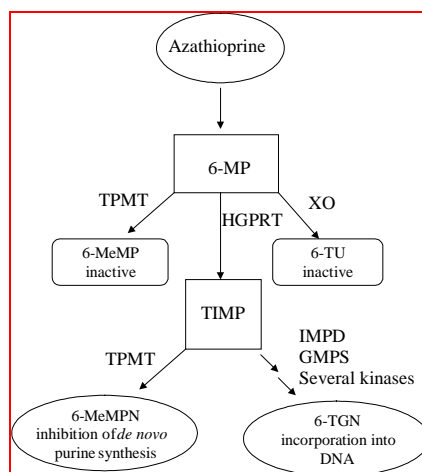 Azathioprine
6-MP
TPMT
HGPRT
XO
6-MeMP
inactive
6-TU
inactive
TIMP
TPMT
IMPD
GMPS
Several kinases
6-MeMPN
inhibition of de novo
purine synthesis
6-TGN
incorporation into
DNA